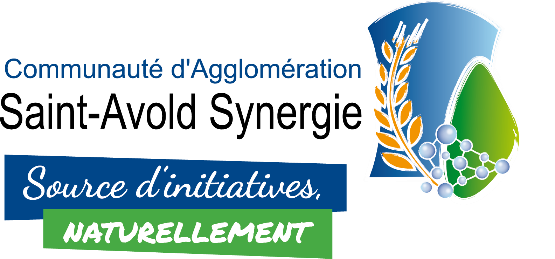 Communauté d'Agglomération
Saint-Avold Synergie
Source d'initiatives,
NATURELLEMENT